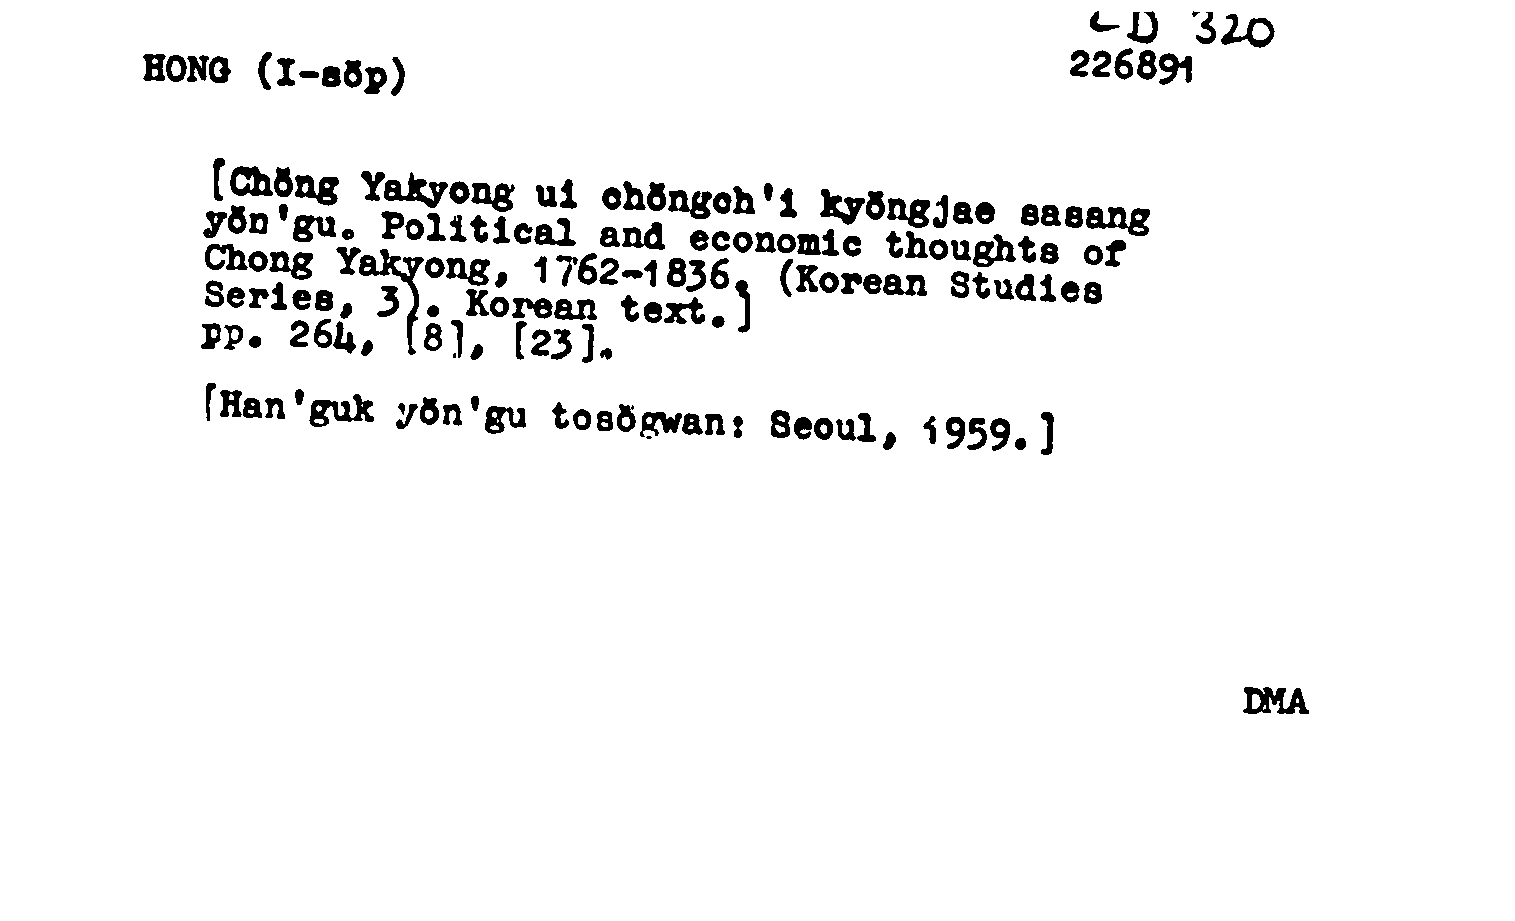 CD 320
HONG (I-sŏp)
226891
[Chŏng Yakyong ui chŏngch'i kyŏngjae sasang
yŏn'gu. Political and economic thoughts of
Chong Yakyong, 1762-1836. (Korean Studies
Series, 3). Korean text.]
pp. 264, [8], [23].
[Han'guk yŏn'gu tosŏgwan: Seoul, 1959.]
DMA